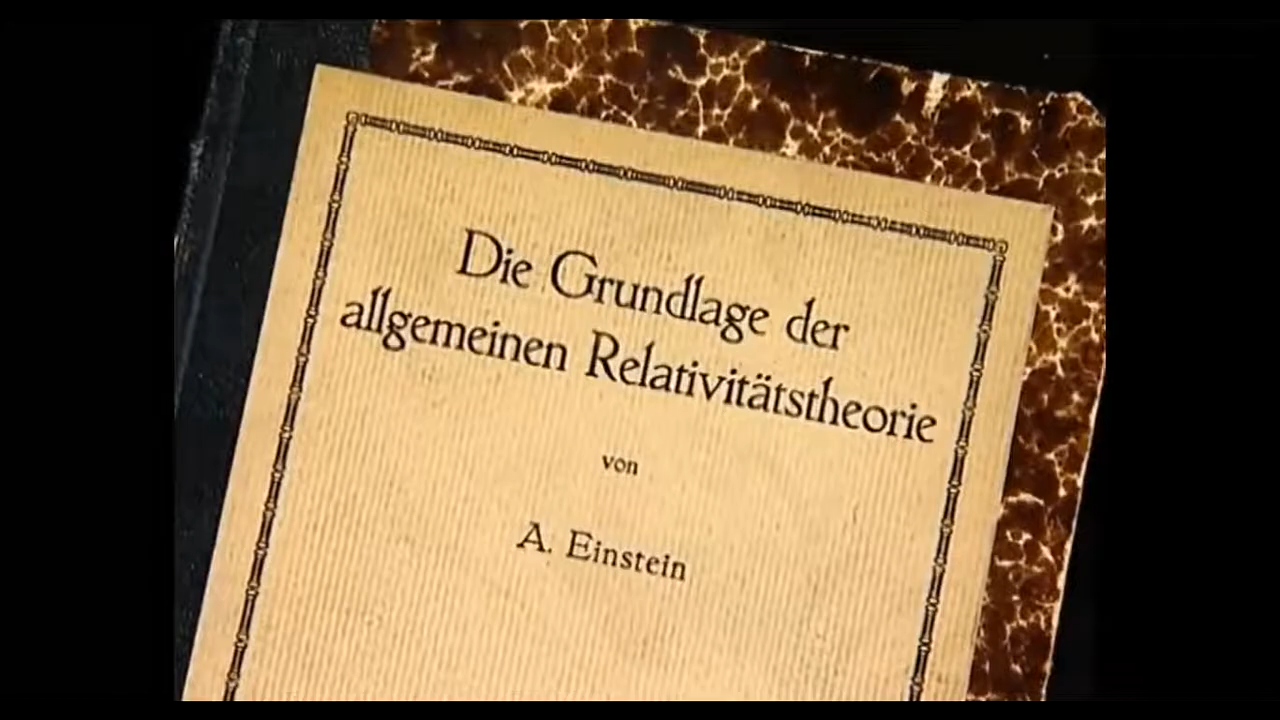 Die Grundlage der
allgemeinen Relativitätstheorie
von
A. Einstein